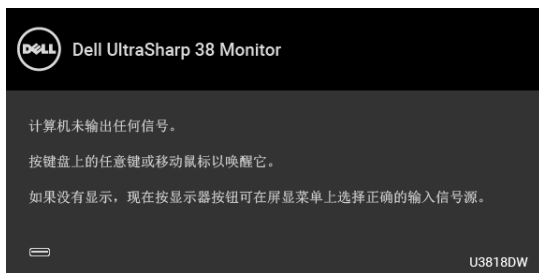 DELL
Dell UltraSharp 38 Monitor
计算机未输出任何信号。
按键盘上的任意键或移动鼠标以唤醒它。
如果没有显示，现在按显示器按钮可在屏显菜单上选择正确的输入信号源。
U3818DW